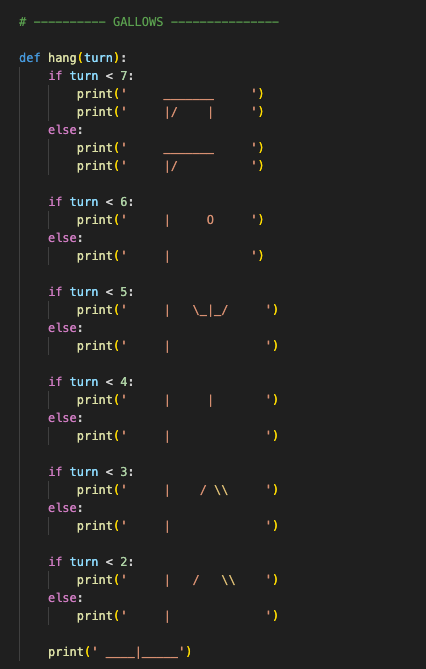 # ---------- GALLOWS ---------------

def hang(turn):
    if turn < 7:
        print('     _______     ')
        print('     |/    |     ')
    else:
        print('     _______     ')
        print('     |/          ')

    if turn < 6:
        print('     |     O     ')
    else:
        print('     |           ')

    if turn < 5:
        print('     |   \_|_/     ')
    else:
        print('     |             ')

    if turn < 4:
        print('     |     |       ')
    else:
        print('     |             ')

    if turn < 3:
        print('     |    / \\     ')
    else:
        print('     |             ')

    if turn < 2:
        print('     |   /   \\    ')
    else:
        print('     |             ')

    print(' ____|_____')